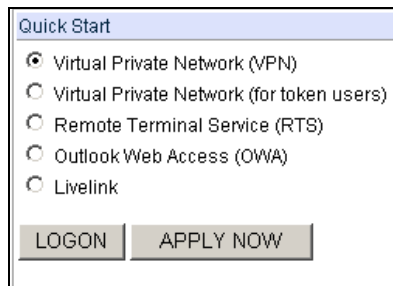 Quick Start
Virtual Private Network (VPN)
Virtual Private Network (for token users)
Remote Terminal Service (RTS)
Outlook Web Access (OWA)
Livelink
LOGON APPLY NOW